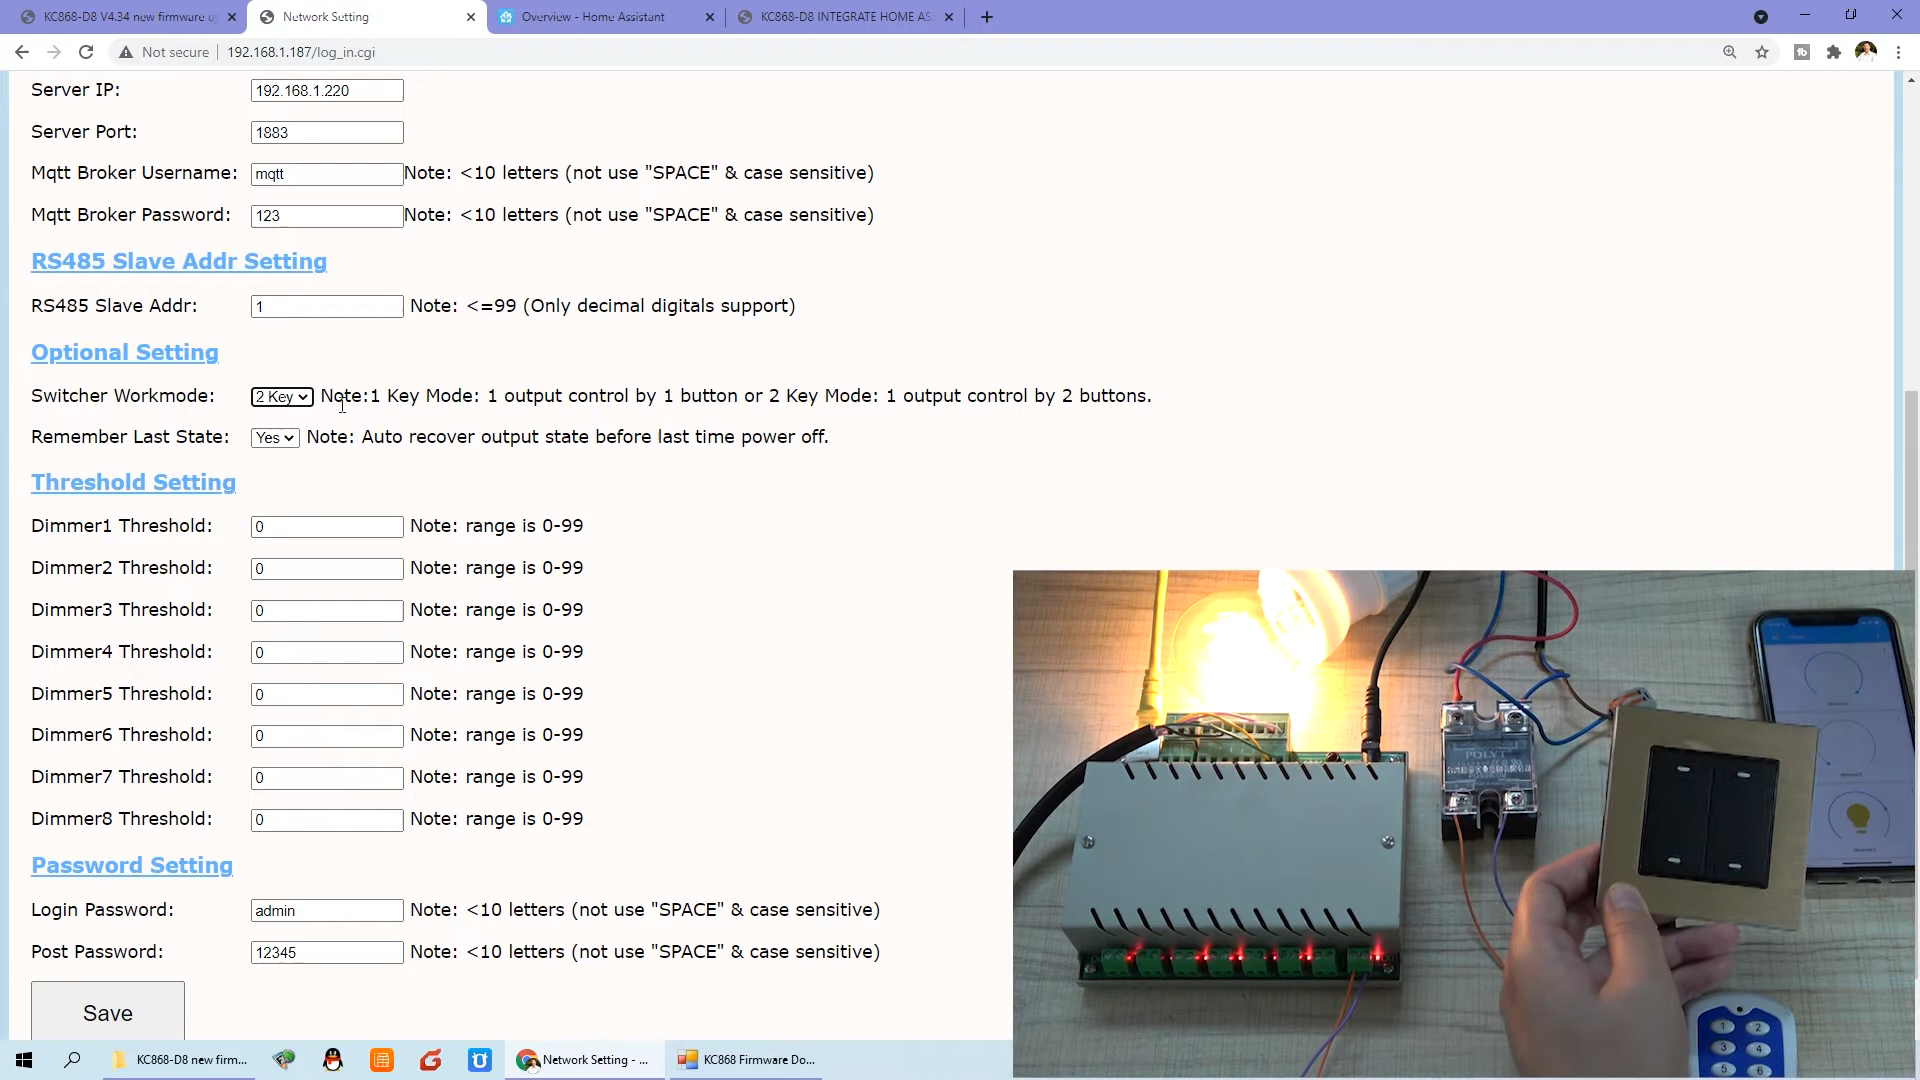 KC868-D8 V4.34 new firmware u
Network Setting
Overview - Home Assistant
KC868-D8 INTEGRATE HOME AS
Not secure
192.168.1.187/log_in.cgi
Server IP: 192.168.1.220
Server Port: 1883
Mqtt Broker Username: mqtt Note: <10 letters (not use "SPACE" & case sensitive)
Mqtt Broker Password: 123 Note: <10 letters (not use "SPACE" & case sensitive)
RS485 Slave Addr Setting
RS485 Slave Addr: 1 Note: <=99 (Only decimal digitals support)
Optional Setting
Switcher Workmode: 2 Key Note:1 Key Mode: 1 output control by 1 button or 2 Key Mode: 1 output control by 2 buttons.
Remember Last State: Yes Note: Auto recover output state before last time power off.
Threshold Setting
Dimmer1 Threshold: 0 Note: range is 0-99
Dimmer2 Threshold: 0 Note: range is 0-99
Dimmer3 Threshold: 0 Note: range is 0-99
Dimmer4 Threshold: 0 Note: range is 0-99
Dimmer5 Threshold: 0 Note: range is 0-99
Dimmer6 Threshold: 0 Note: range is 0-99
Dimmer7 Threshold: 0 Note: range is 0-99
Dimmer8 Threshold: 0 Note: range is 0-99
Password Setting
Login Password: admin Note: <10 letters (not use "SPACE" & case sensitive)
Post Password: 12345 Note: <10 letters (not use "SPACE" & case sensitive)
Save
1 2
3 4
5 6
KC868-D8 new firm...
Network Setting - ...
KC868 Firmware Do...